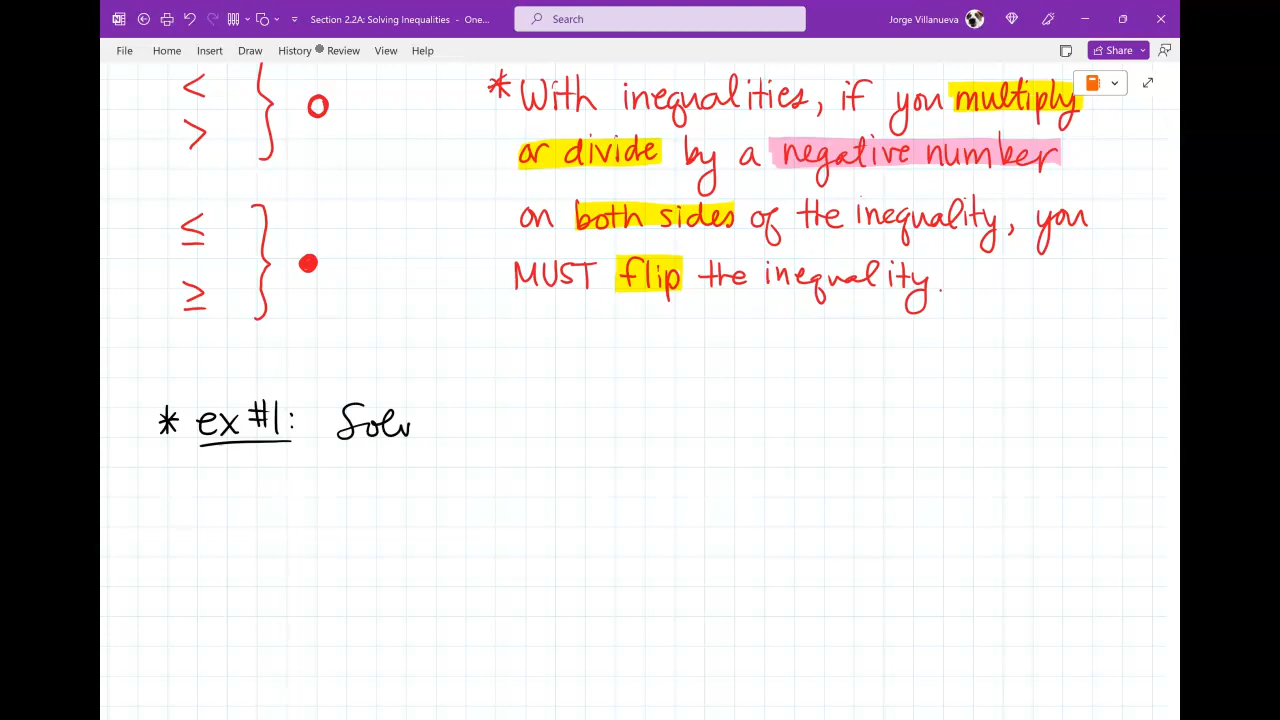 Section 2.2A: Solving Inequalities - One...
Search
Jorge Villanueva
File Home Insert Draw History Review View Help
Share
<
>
≤
≥
* With inequalities, if you multiply
or divide by a negative number
on both sides of the inequality, you
MUST flip the inequality.
* ex #1: Solv